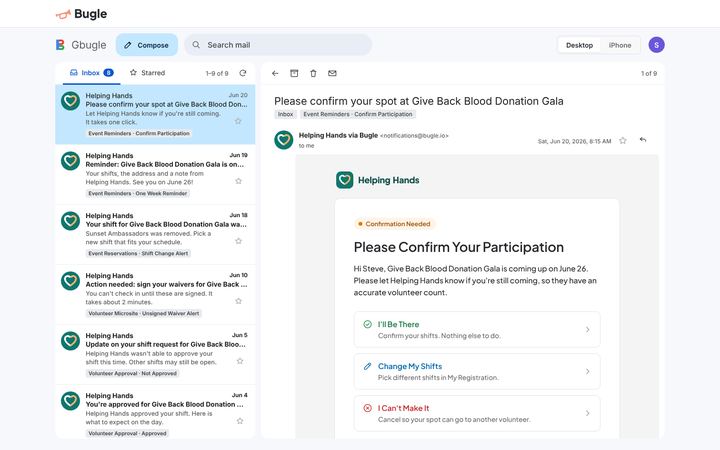 Bugle
Gbugle
Compose
Search mail
Desktop
iPhone
S
Inbox 8
Starred
1–9 of 9
Helping Hands Jun 20
Please confirm your spot at Give Back Blood Don...
Let Helping Hands know if you're still coming.
It takes one click.
Event Reminders · Confirm Participation
Helping Hands Jun 19
Reminder: Give Back Blood Donation Gala is on...
Your shifts, the address and a note from
Helping Hands. See you on June 26!
Event Reminders · One Week Reminder
Helping Hands Jun 18
Your shift for Give Back Blood Donation Gala wa...
Sunset Ambassadors was removed. Pick a
new shift that fits your schedule.
Event Reservations · Shift Change Alert
Helping Hands Jun 10
Action needed: sign your waivers for Give Back ...
You can't check in until these are signed. It
takes about 2 minutes.
Volunteer Microsite · Unsigned Waiver Alert
Helping Hands Jun 5
Update on your shift request for Give Back Bloo...
Helping Hands wasn't able to approve your
shift this time. Other shifts may still be open.
Volunteer Approval · Not Approved
Helping Hands Jun 4
You're approved for Give Back Blood Donation ...
Helping Hands approved your shift. Here is
what to expect on the day.
Volunteer Approval · Approved
1 of 9
Please confirm your spot at Give Back Blood Donation Gala
Inbox Event Reminders · Confirm Participation
Helping Hands via Bugle <notifications@bugle.io>
to me
Sat, Jun 20, 2026, 8:15 AM
Helping Hands
Confirmation Needed
Please Confirm Your Participation
Hi Steve, Give Back Blood Donation Gala is coming up on June 26.
Please let Helping Hands know if you're still coming, so they have an
accurate volunteer count.
I'll Be There
Confirm your shifts. Nothing else to do.
Change My Shifts
Pick different shifts in My Registration.
I Can't Make It
Cancel so your spot can go to another volunteer.